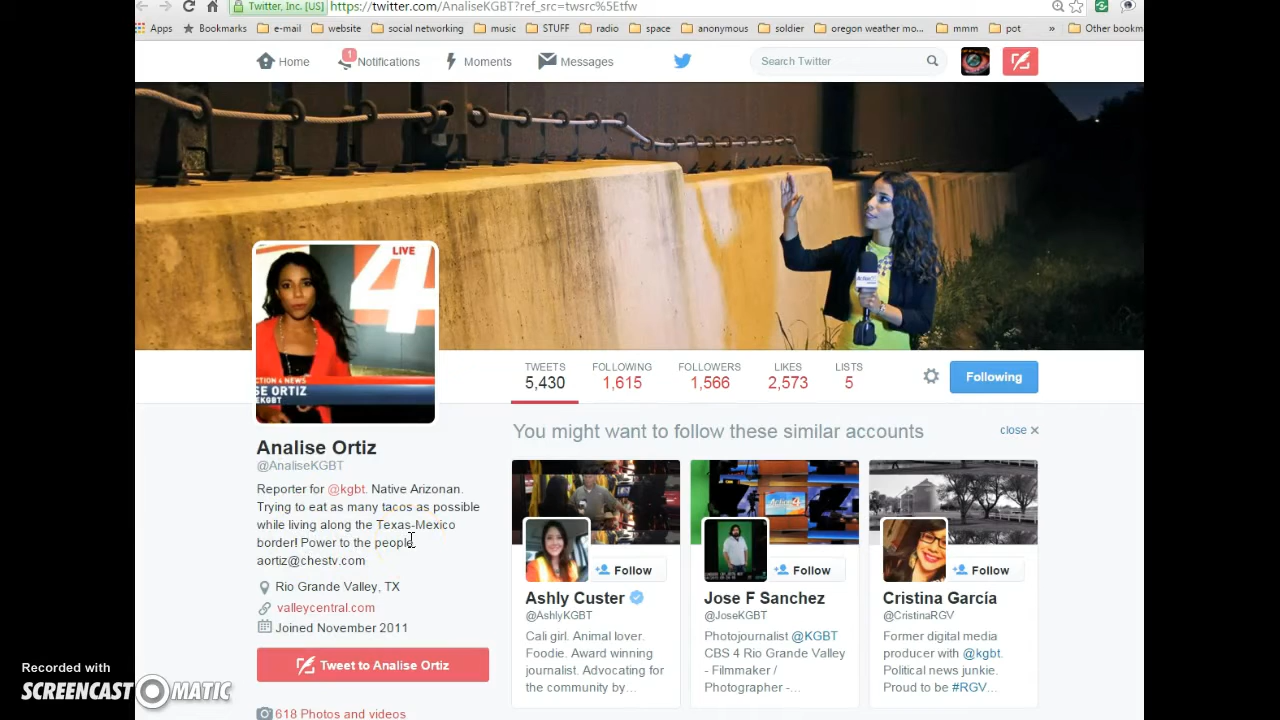 Twitter, Inc. [US]
https://twitter.com/AnaliseKGBT?ref_src=twsrc%5Etfw
Apps
Bookmarks
e-mail
website
social networking
music
STUFF
radio
space
anonymous
soldier
oregon weather mo...
mmm
pot
»
Other bookm
Home
1
Notifications
Moments
Messages
Search Twitter
LIVE
4
CTION 4 NEWS
SE ORTIZ
EKGBT
TWEETS
5,430
FOLLOWING
1,615
FOLLOWERS
1,566
LIKES
2,573
LISTS
5
Following
Analise Ortiz
@AnaliseKGBT
Reporter for @kgbt. Native Arizonan.
Trying to eat as many tacos as possible
while living along the Texas-Mexico
border! Power to the people
aortiz@chestv.com
Rio Grande Valley, TX
valleycentral.com
Joined November 2011
Tweet to Analise Ortiz
618 Photos and videos
You might want to follow these similar accounts
close ×
Follow
Ashly Custer
@AshlyKGBT
Cali girl. Animal lover.
Foodie. Award winning
journalist. Advocating for
the community by...
Follow
Jose F Sanchez
@JoseKGBT
Photojournalist @KGBT
CBS 4 Rio Grande Valley
- Filmmaker /
Photographer -...
Follow
Cristina García
@CristinaRGV
Former digital media
producer with @kgbt.
Political news junkie.
Proud to be #RGV...
Recorded with
SCREENCAST MATIC